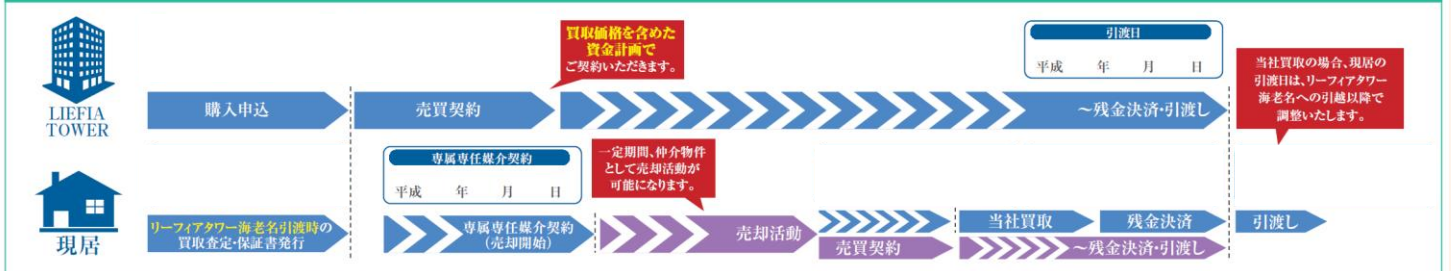 買取価格を含めた
資金計画で
ご契約いただきます。
引渡日
平成 年 月 日
当社買取の場合、現居の
引渡日は、リーフィアタワー
海老名への引越以降で
調整いたします。
LIEFIA
TOWER
購入申込
売買契約
～残金決済・引渡し
専属専任媒介契約
平成 年 月 日
一定期間、仲介物件
として売却活動が
可能になります。
現居
リーフィアタワー海老名引渡時の
買取査定・保証書発行
専属専任媒介契約
(売却開始)
売却活動
当社買取
残金決済
引渡し
売買契約
～残金決済・引渡し